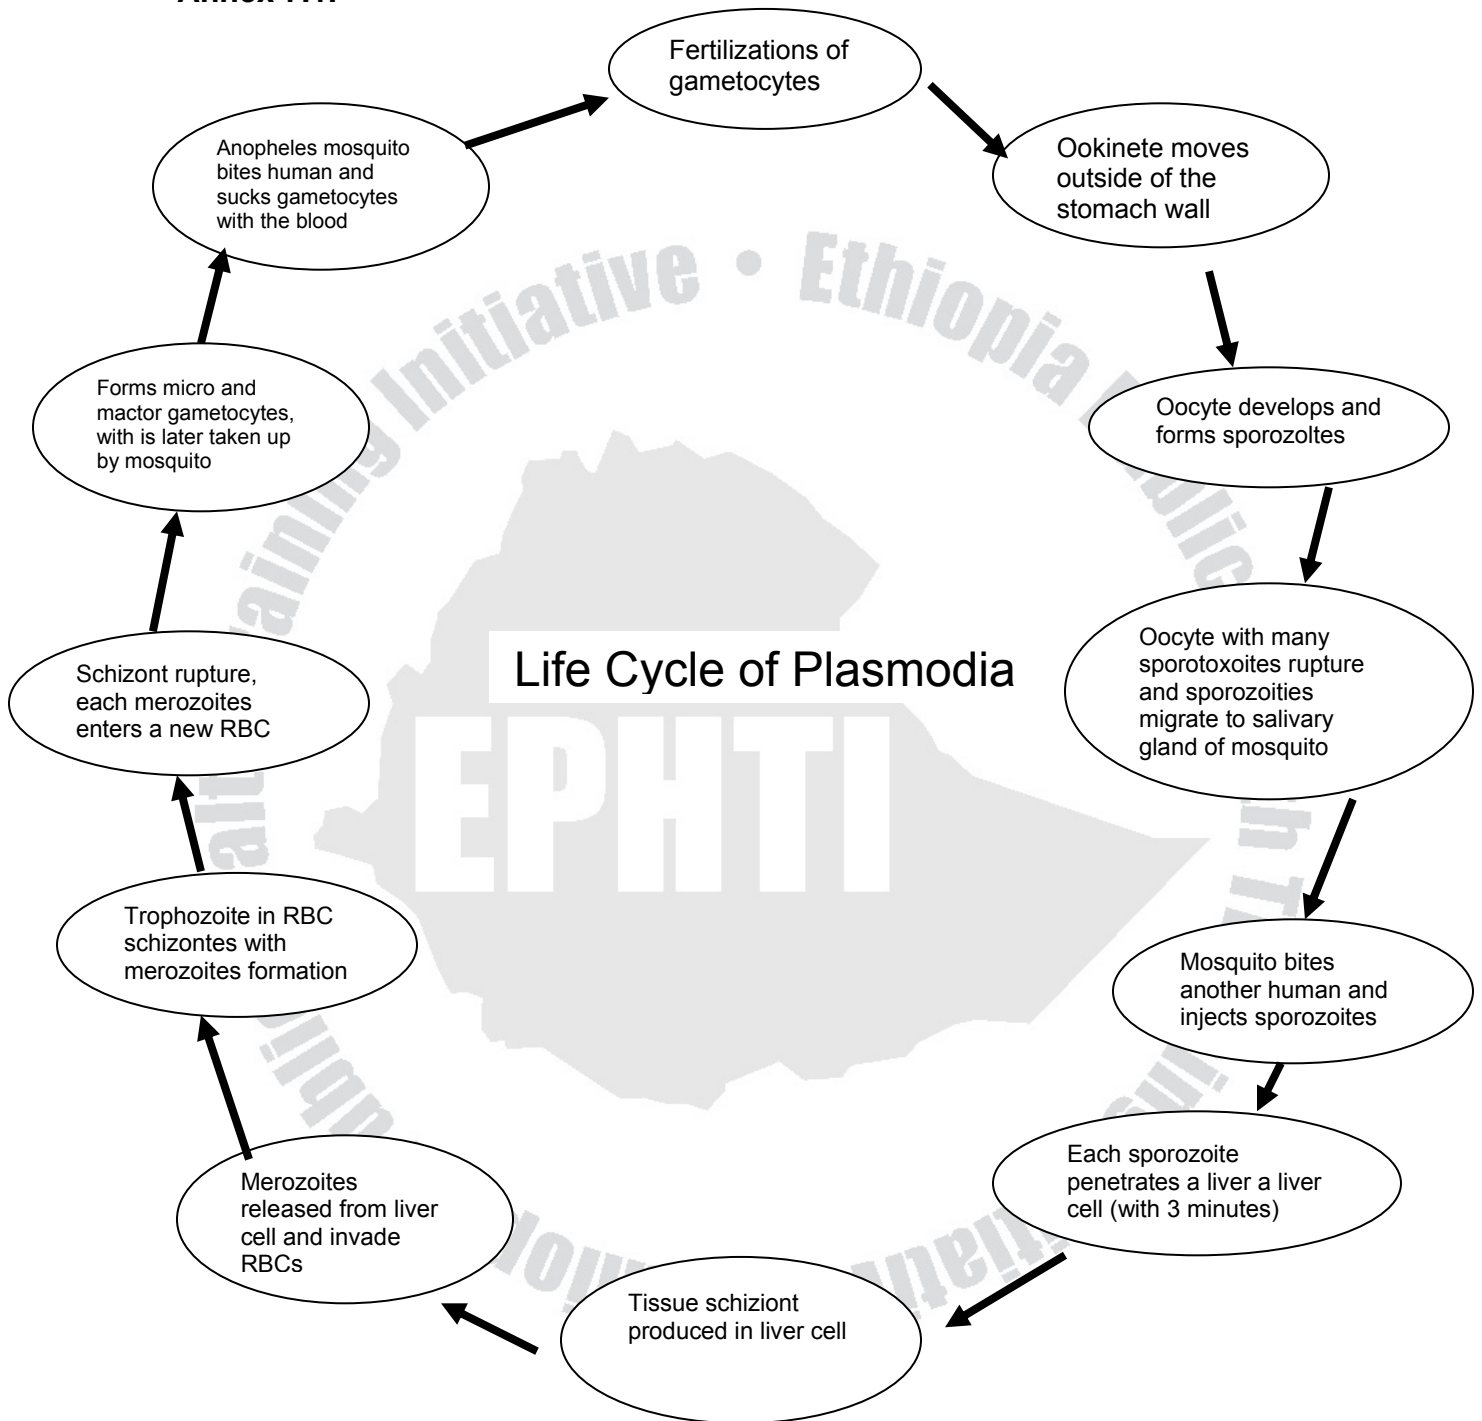 Fertilizations of
gametocytes
Anopheles mosquito
bites human and
sucks gametocytes
with the blood
Ookinete moves
outside of the
stomach wall
Forms micro and
mactor gametocytes,
with is later taken up
by mosquito
Oocyte develops and
forms sporozoltes
Schizont rupture,
each merozoites
enters a new RBC
Life Cycle of Plasmodia
Oocyte with many
sporotoxoites rupture
and sporozoities
migrate to salivary
gland of mosquito
EPHTI
Trophozoite in RBC
schizontes with
merozoites formation
Mosquito bites
another human and
injects sporozoites
Merozoites
released from liver
cell and invade
RBCs
Each sporozoite
penetrates a liver a liver
cell (with 3 minutes)
Tissue schiziont
produced in liver cell
Initiative • Ethiopia